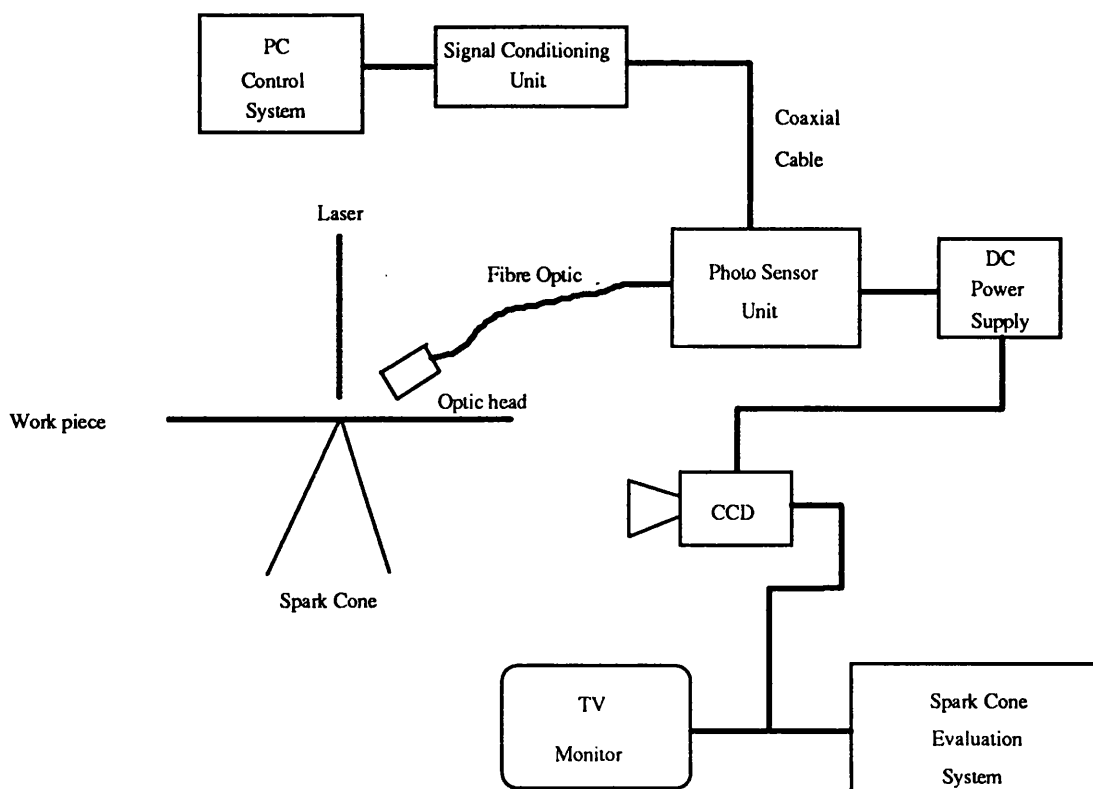 PC
Control
System
Signal Conditioning
Unit
Coaxial
Cable
Laser
Fibre Optic
Photo Sensor
Unit
DC
Power
Supply
Optic head
Work piece
CCD
Spark Cone
TV
Monitor
Spark Cone
Evaluation
System